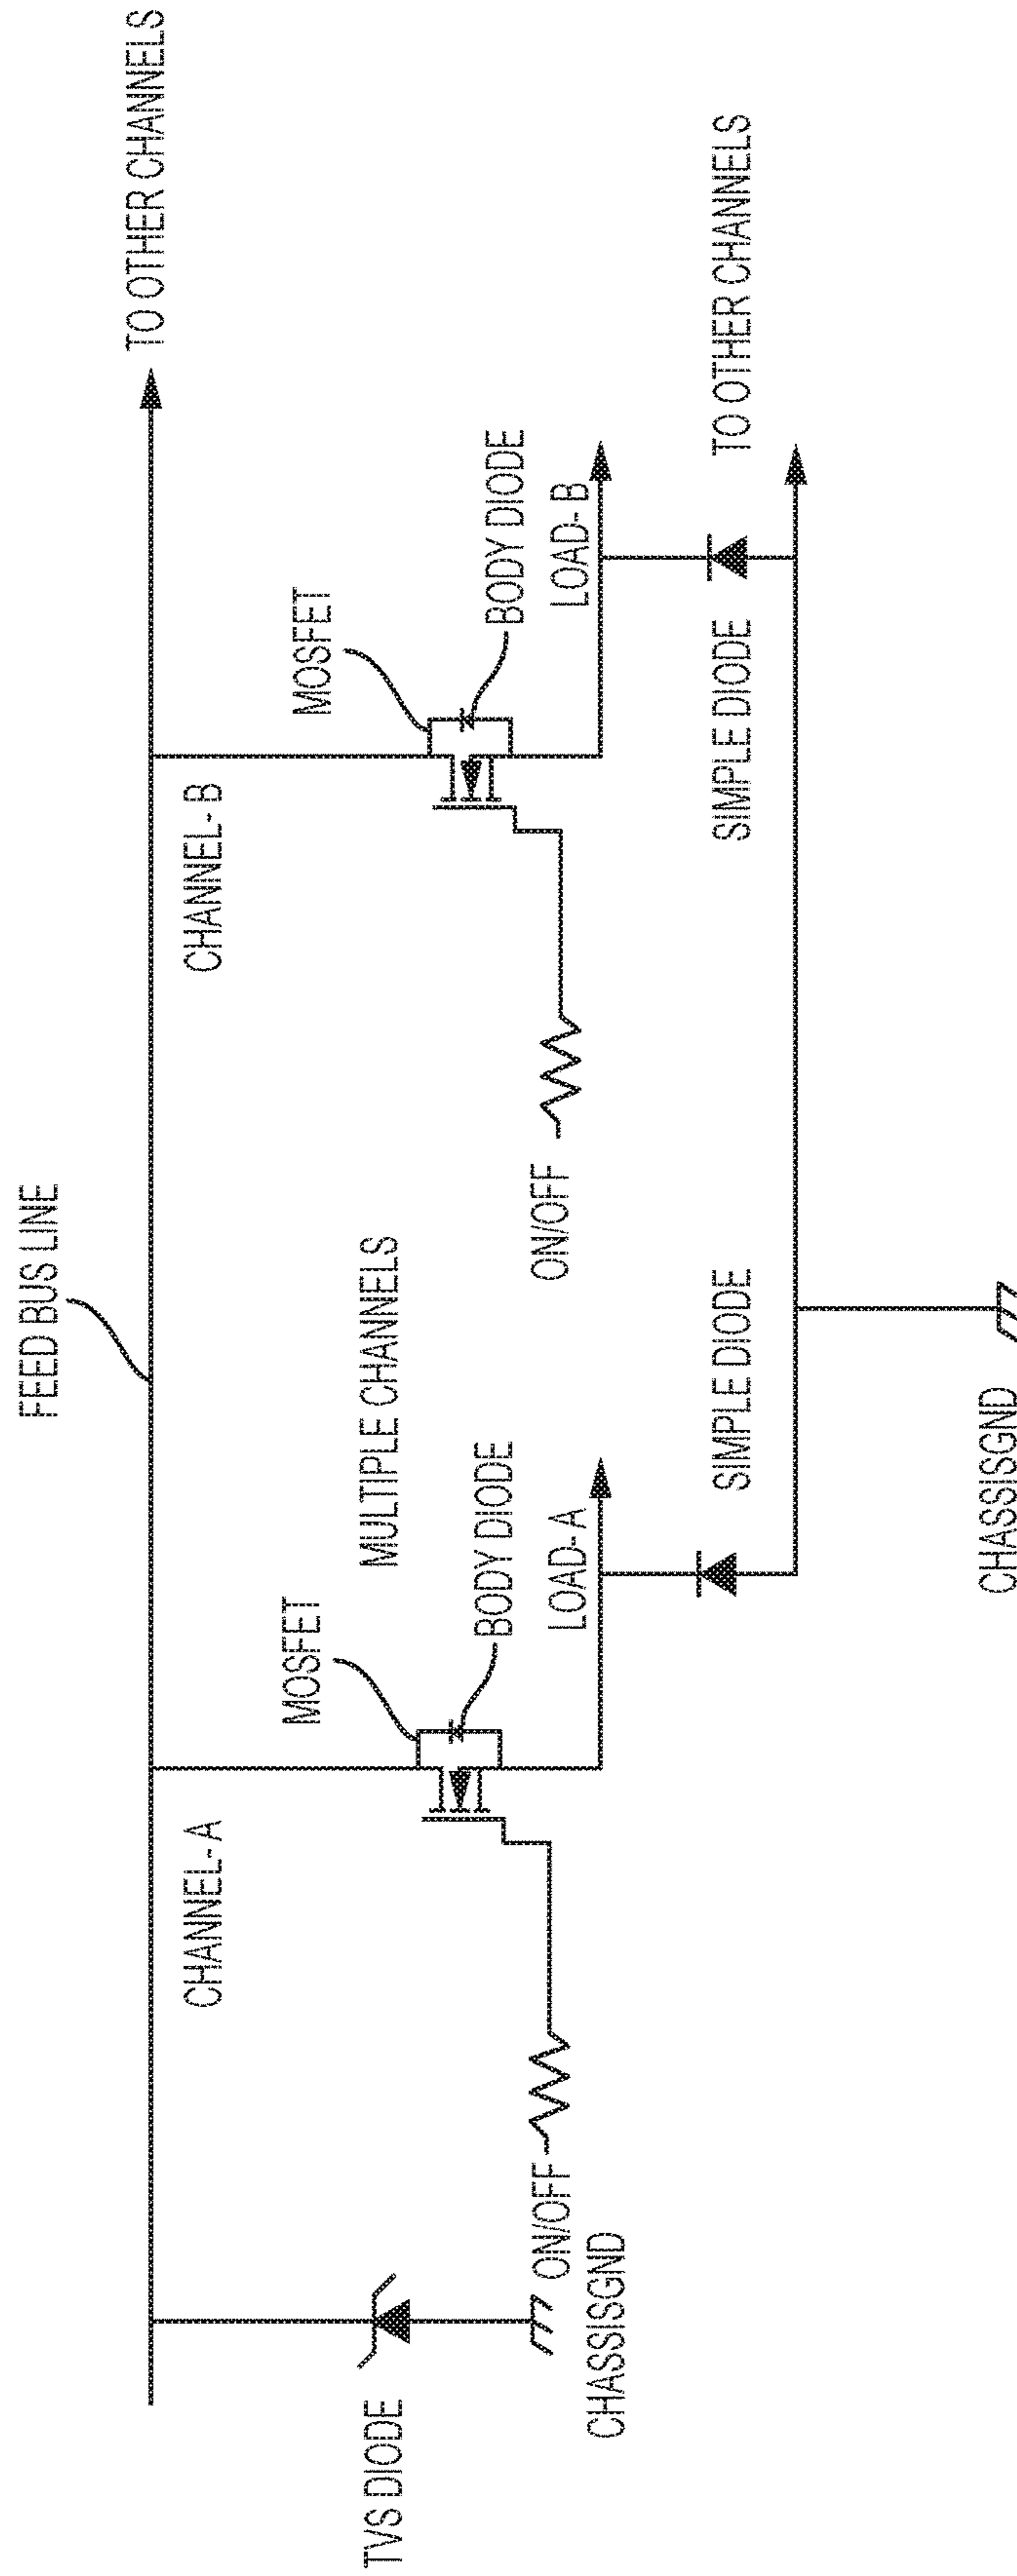 FEED BUS LINE
TO OTHER CHANNELS
CHANNEL-A
CHANNEL-B
MOSFET
MOSFET
MULTIPLE CHANNELS
TVS DIODE
BODY DIODE
BODY DIODE
ON/OFF
LOAD-A
ON/OFF
LOAD-B
CHASSISGND
SIMPLE DIODE
SIMPLE DIODE
TO OTHER CHANNELS
CHASSISGND